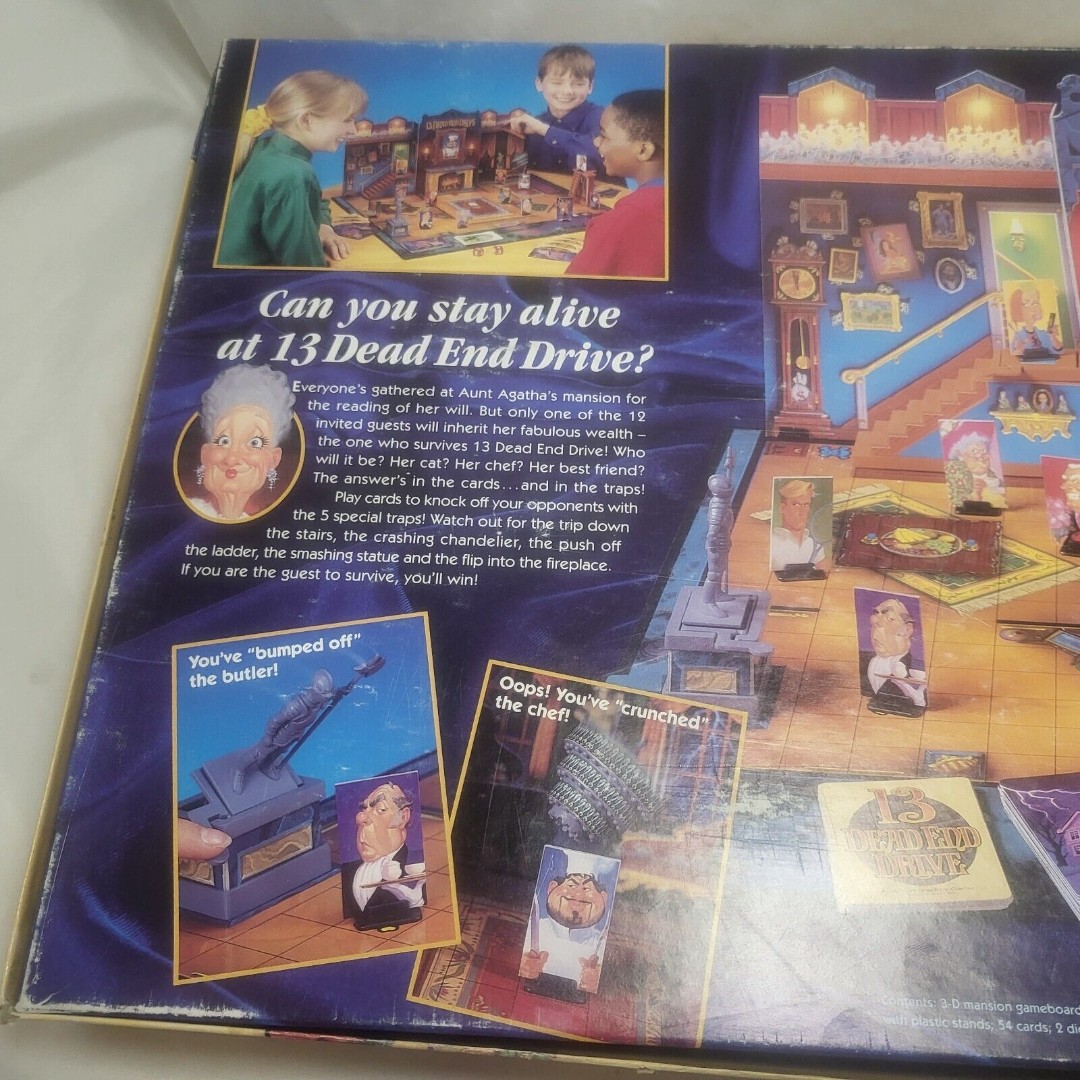 Can you stay alive
at 13 Dead End Drive?
Everyone's gathered at Aunt Agatha's mansion for
the reading of her will. But only one of the 12
invited guests will inherit her fabulous wealth –
the one who survives 13 Dead End Drive! Who
will it be? Her cat? Her chef? Her best friend?
The answer's in the cards...and in the traps!
Play cards to knock off your opponents with
the 5 special traps! Watch out for the trip down
the stairs, the crashing chandelier, the push off
the ladder, the smashing statue and the flip into the fireplace.
If you are the guest to survive, you'll win!
You've "bumped off"
the butler!
Oops! You've "crunched"
the chef!
13
DEAD END
DRIVE
Contents: 3-D mansion gameboard
with plastic stands; 54 cards; 2